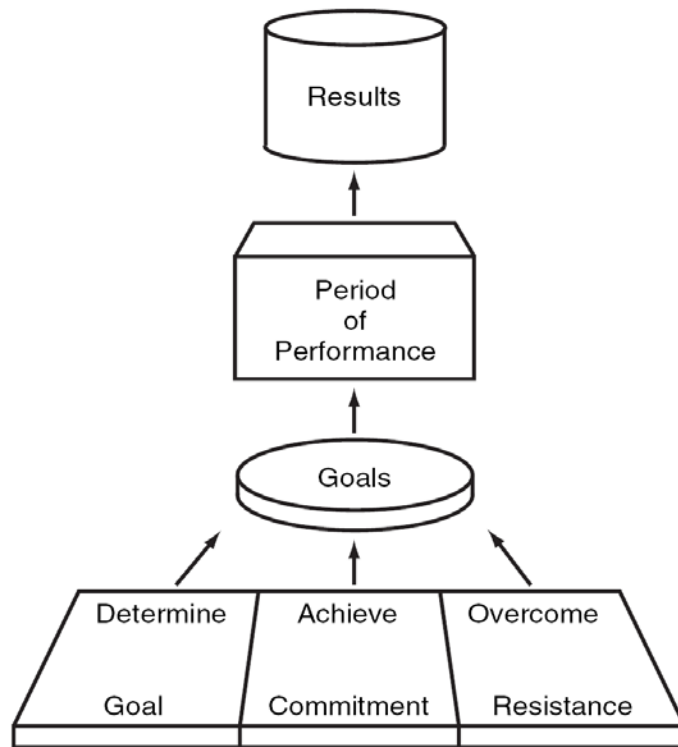 Results
Period
of
Performance
Goals
Determine Achieve Overcome
Goal Commitment Resistance